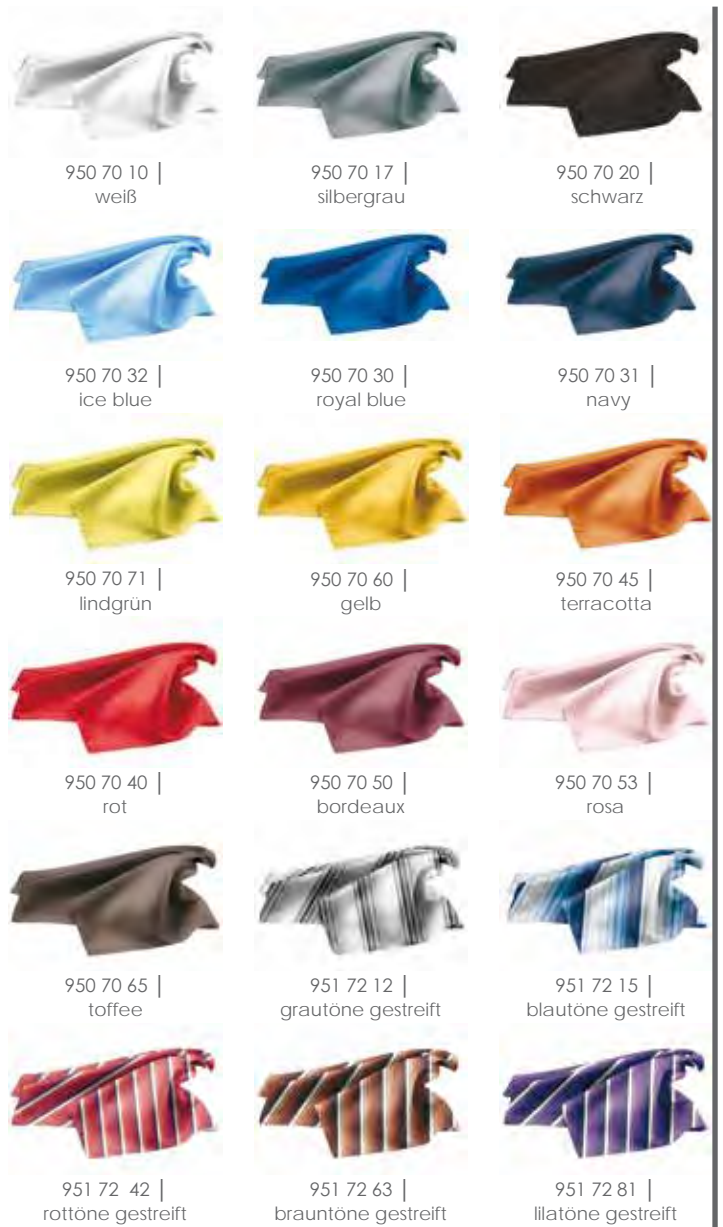 950 70 10 |
weiß
950 70 17 |
silbergrau
950 70 20 |
schwarz
950 70 32 |
ice blue
950 70 30 |
royal blue
950 70 31 |
navy
950 70 71 |
lindgrün
950 70 60 |
gelb
950 70 45 |
terracotta
950 70 40 |
rot
950 70 50 |
bordeaux
950 70 53 |
rosa
950 70 65 |
toffee
951 72 12 |
grautöne gestreift
951 72 15 |
blautöne gestreift
951 72 42 |
rottöne gestreift
951 72 63 |
brauntöne gestreift
951 72 81 |
lilatöne gestreift